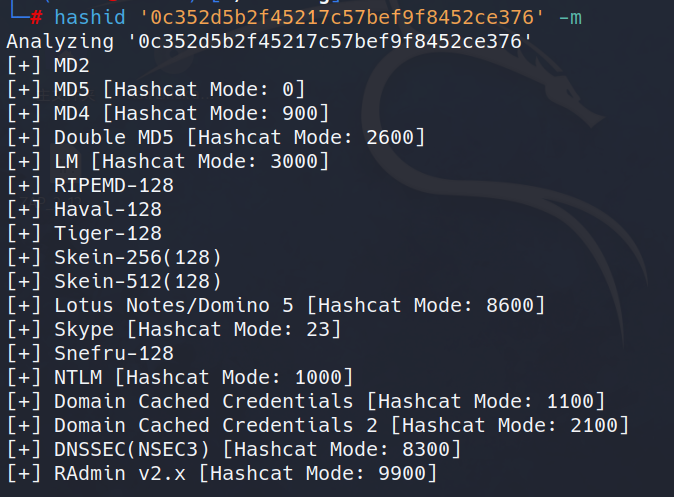 # hashid '0c352d5b2f45217c57bef9f8452ce376' -m
Analyzing '0c352d5b2f45217c57bef9f8452ce376'
[+] MD2
[+] MD5 [Hashcat Mode: 0]
[+] MD4 [Hashcat Mode: 900]
[+] Double MD5 [Hashcat Mode: 2600]
[+] LM [Hashcat Mode: 3000]
[+] RIPEMD-128
[+] Haval-128
[+] Tiger-128
[+] Skein-256(128)
[+] Skein-512(128)
[+] Lotus Notes/Domino 5 [Hashcat Mode: 8600]
[+] Skype [Hashcat Mode: 23]
[+] Snefru-128
[+] NTLM [Hashcat Mode: 1000]
[+] Domain Cached Credentials [Hashcat Mode: 1100]
[+] Domain Cached Credentials 2 [Hashcat Mode: 2100]
[+] DNSSEC(NSEC3) [Hashcat Mode: 8300]
[+] RAdmin v2.x [Hashcat Mode: 9900]